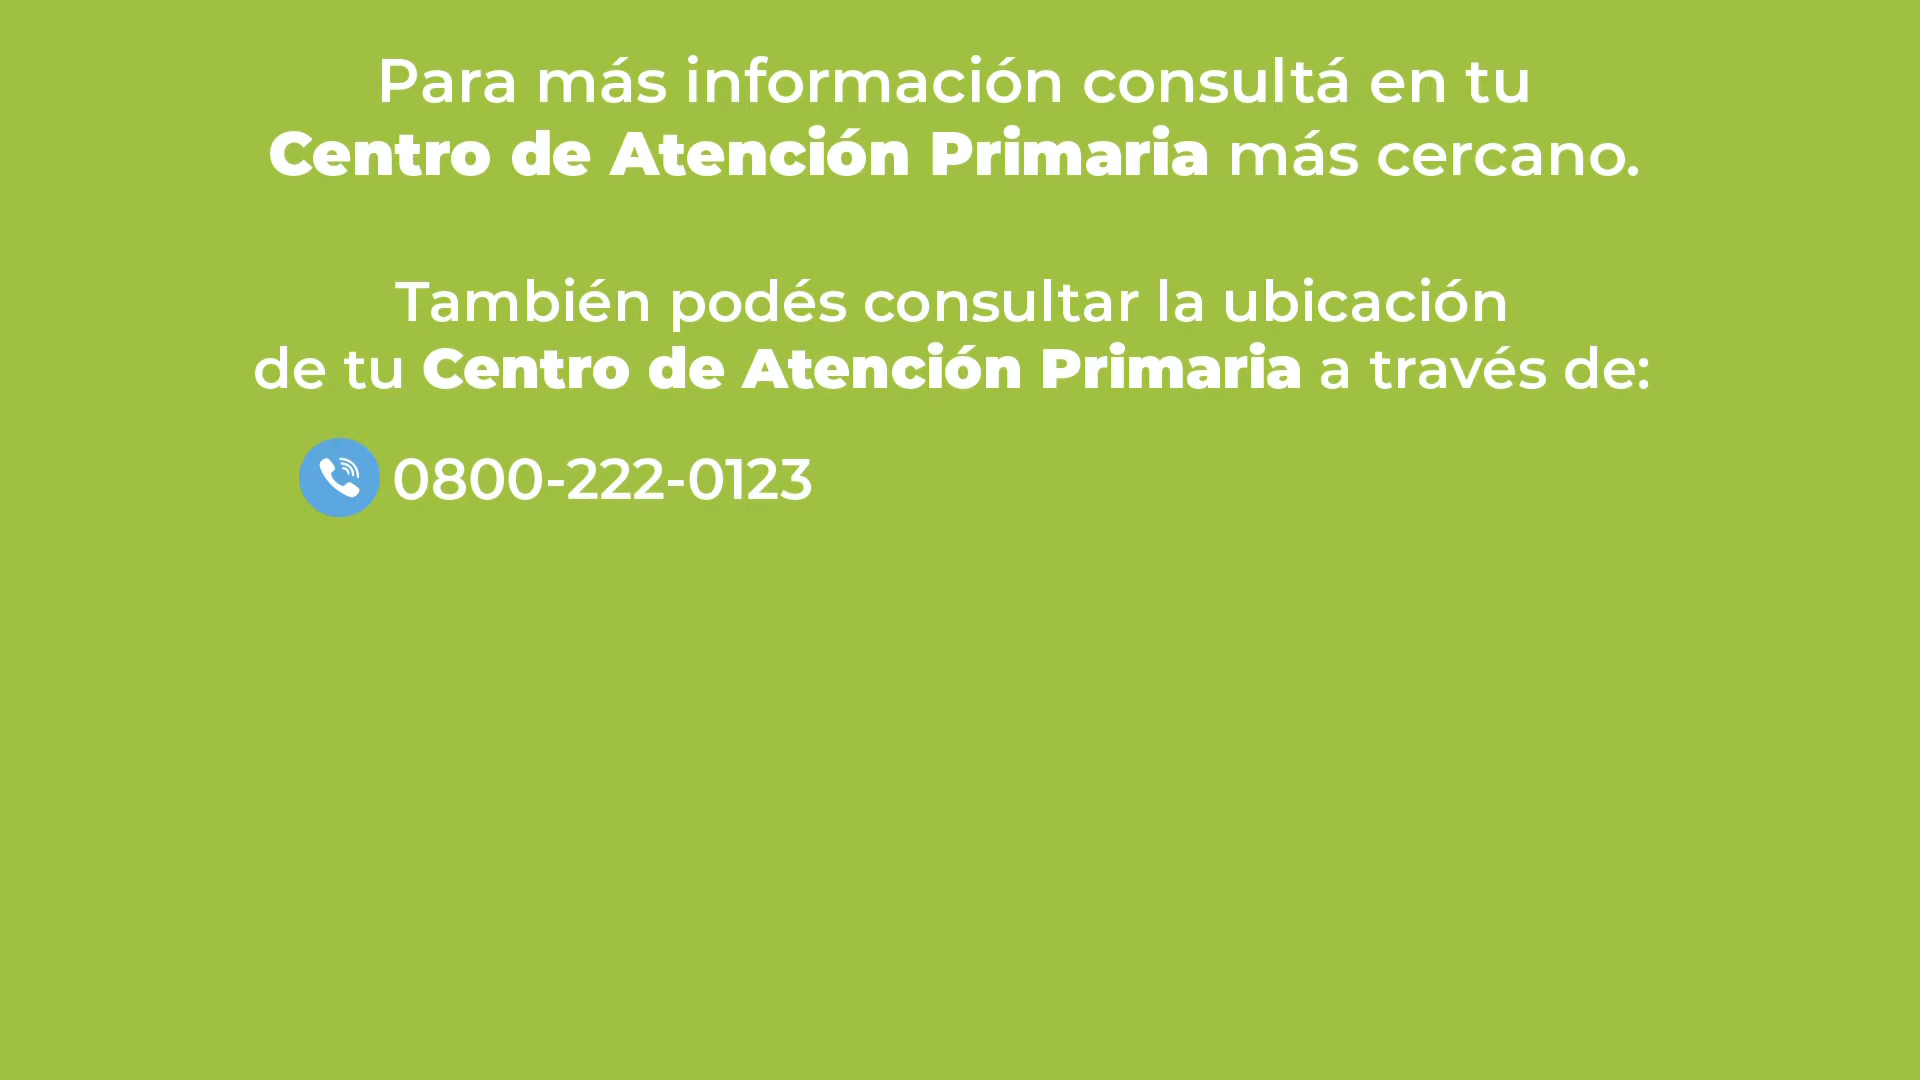 Para más información consultá en tu
Centro de Atención Primaria más cercano.
También podés consultar la ubicación
de tu Centro de Atención Primaria a través de:
0800-222-0123